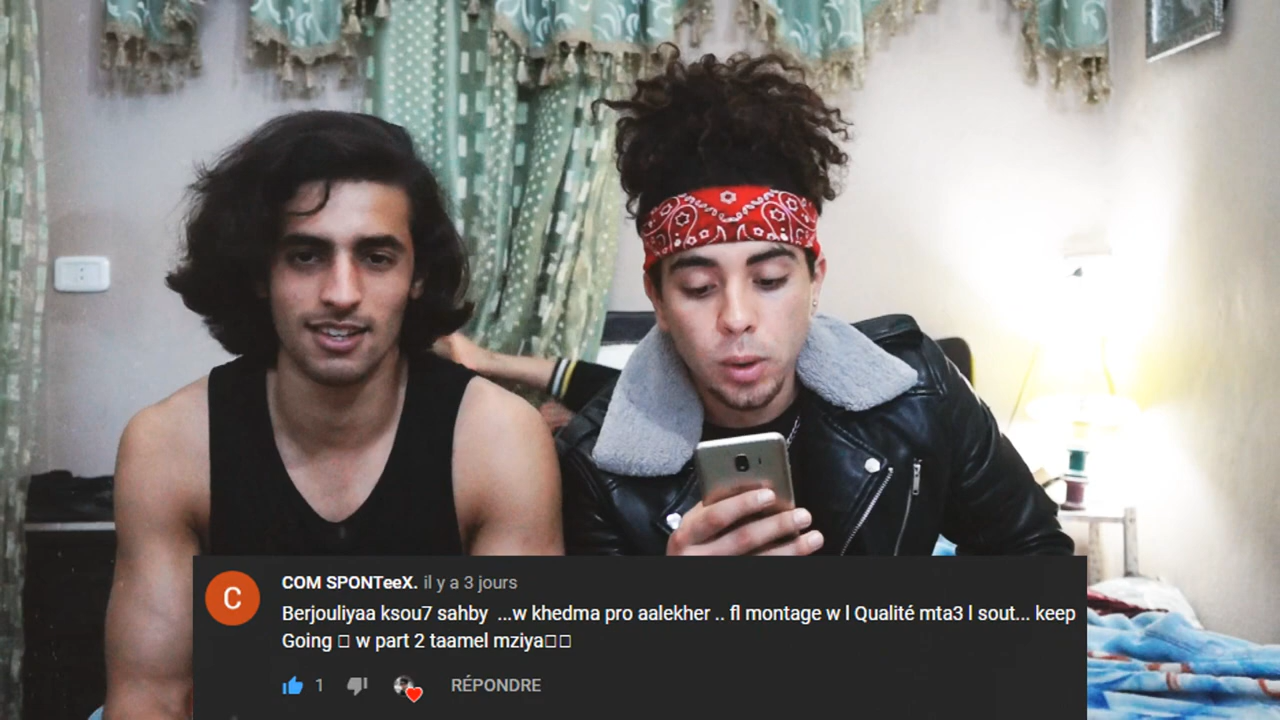 COM SPONTeeX. il y a 3 jours
Berjouliyaa ksou7 sahby ...w khedma pro aalekher .. fl montage w l Qualité mta3 l sout... keep
Going □ w part 2 taamel mziya□□
1 RÉPONDRE
C